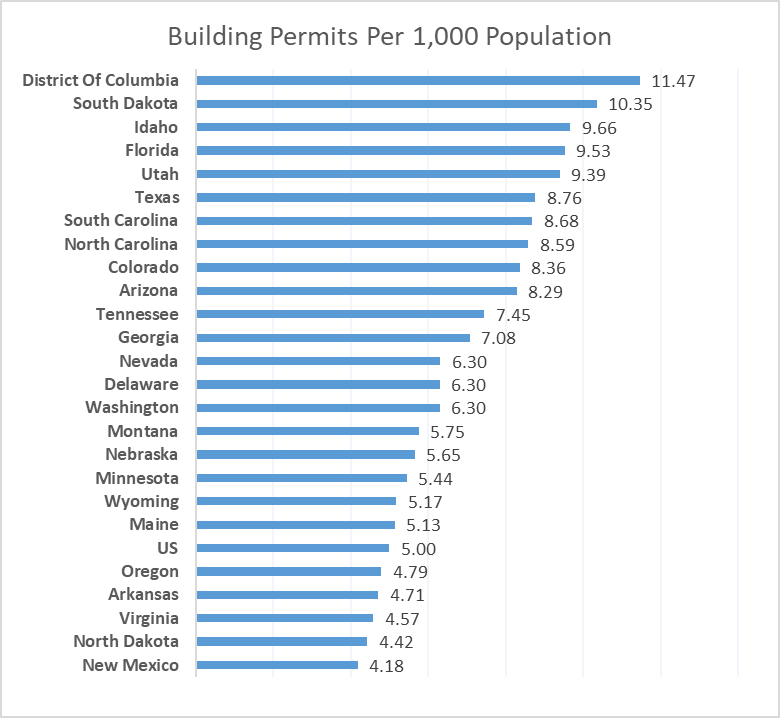 Building Permits Per 1,000 Population
District Of Columbia 11.47
South Dakota 10.35
Idaho 9.66
Florida 9.53
Utah 9.39
Texas 8.76
South Carolina 8.68
North Carolina 8.59
Colorado 8.36
Arizona 8.29
Tennessee 7.45
Georgia 7.08
Nevada 6.30
Delaware 6.30
Washington 6.30
Montana 5.75
Nebraska 5.65
Minnesota 5.44
Wyoming 5.17
Maine 5.13
US 5.00
Oregon 4.79
Arkansas 4.71
Virginia 4.57
North Dakota 4.42
New Mexico 4.18